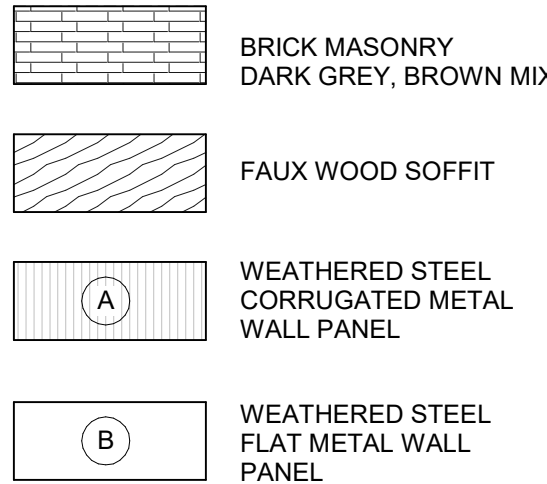 BRICK MASONRY
DARK GREY, BROWN MIX
FAUX WOOD SOFFIT
A
WEATHERED STEEL
CORRUGATED METAL
WALL PANEL
B
WEATHERED STEEL
FLAT METAL WALL
PANEL